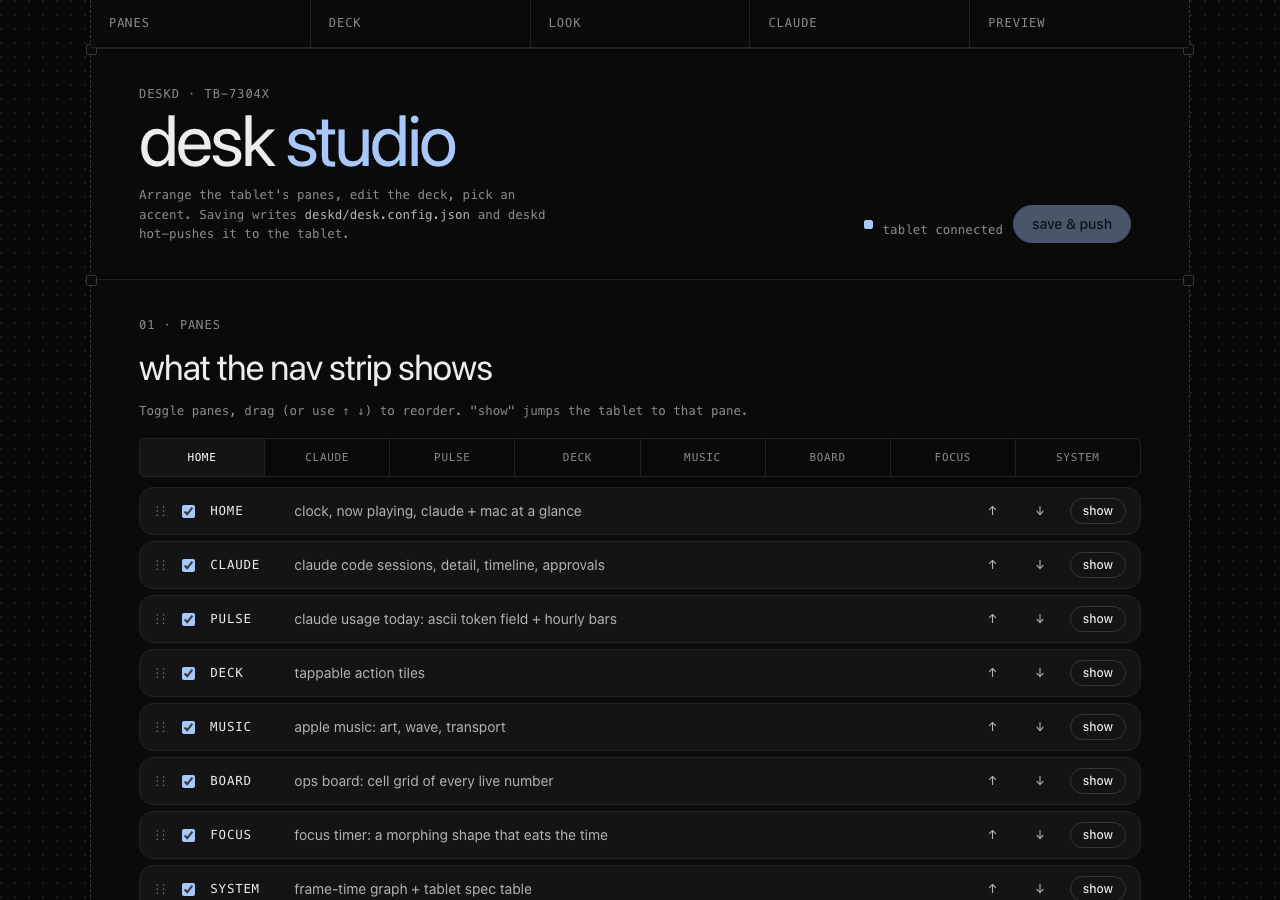 PANES DECK LOOK CLAUDE PREVIEW
DESKD · TB-7304X
desk studio
Arrange the tablet's panes, edit the deck, pick an
accent. Saving writes deskd/desk.config.json and deskd
hot-pushes it to the tablet.
tablet connected save & push
01 · PANES
what the nav strip shows
Toggle panes, drag (or use ↑ ↓) to reorder. "show" jumps the tablet to that pane.
HOME CLAUDE PULSE DECK MUSIC BOARD FOCUS SYSTEM
HOME clock, now playing, claude + mac at a glance ↑ ↓ show
CLAUDE claude code sessions, detail, timeline, approvals ↑ ↓ show
PULSE claude usage today: ascii token field + hourly bars ↑ ↓ show
DECK tappable action tiles ↑ ↓ show
MUSIC apple music: art, wave, transport ↑ ↓ show
BOARD ops board: cell grid of every live number ↑ ↓ show
FOCUS focus timer: a morphing shape that eats the time ↑ ↓ show
SYSTEM frame-time graph + tablet spec table ↑ ↓ show